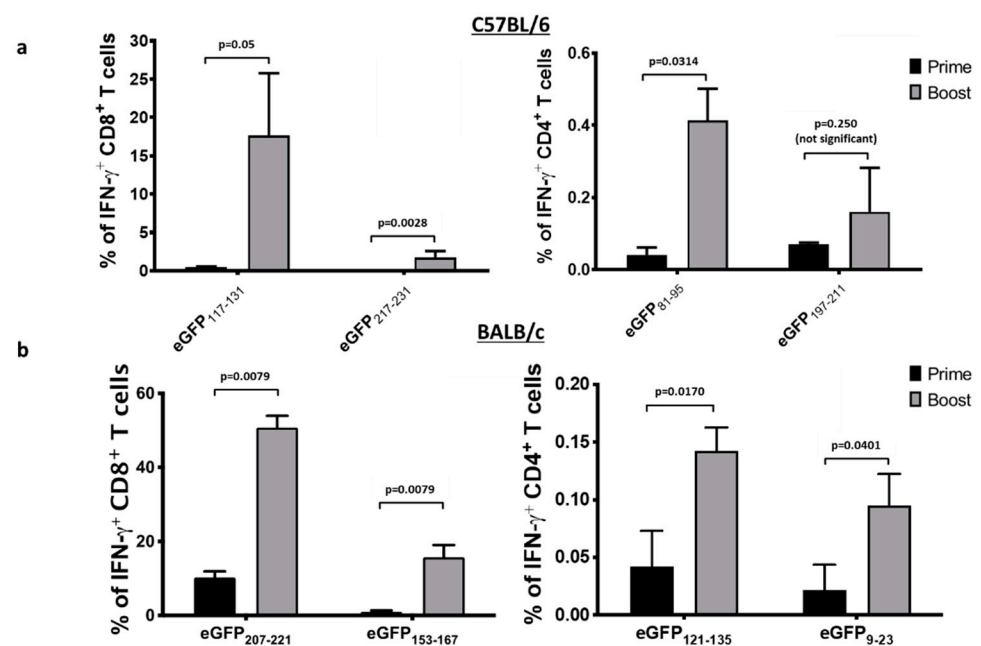 C57BL/6
a
% of IFN-γ+ CD8+ T cells
30
25
20
15
10
5
0
p=0.05
p=0.0028
eGFP117-131
eGFP217-231
% of IFN-γ+ CD4+ T cells
0.6
0.4
0.2
0.0
p=0.0314
p=0.250
(not significant)
eGFP81-95
eGFP197-211
Prime
Boost
BALB/c
b
% of IFN-γ+ CD8+ T cells
60
40
20
0
p=0.0079
p=0.0079
eGFP207-221
eGFP153-167
% of IFN-γ+ CD4+ T cells
0.20
0.15
0.10
0.05
0.00
p=0.0170
p=0.0401
eGFP121-135
eGFP9-23
Prime
Boost